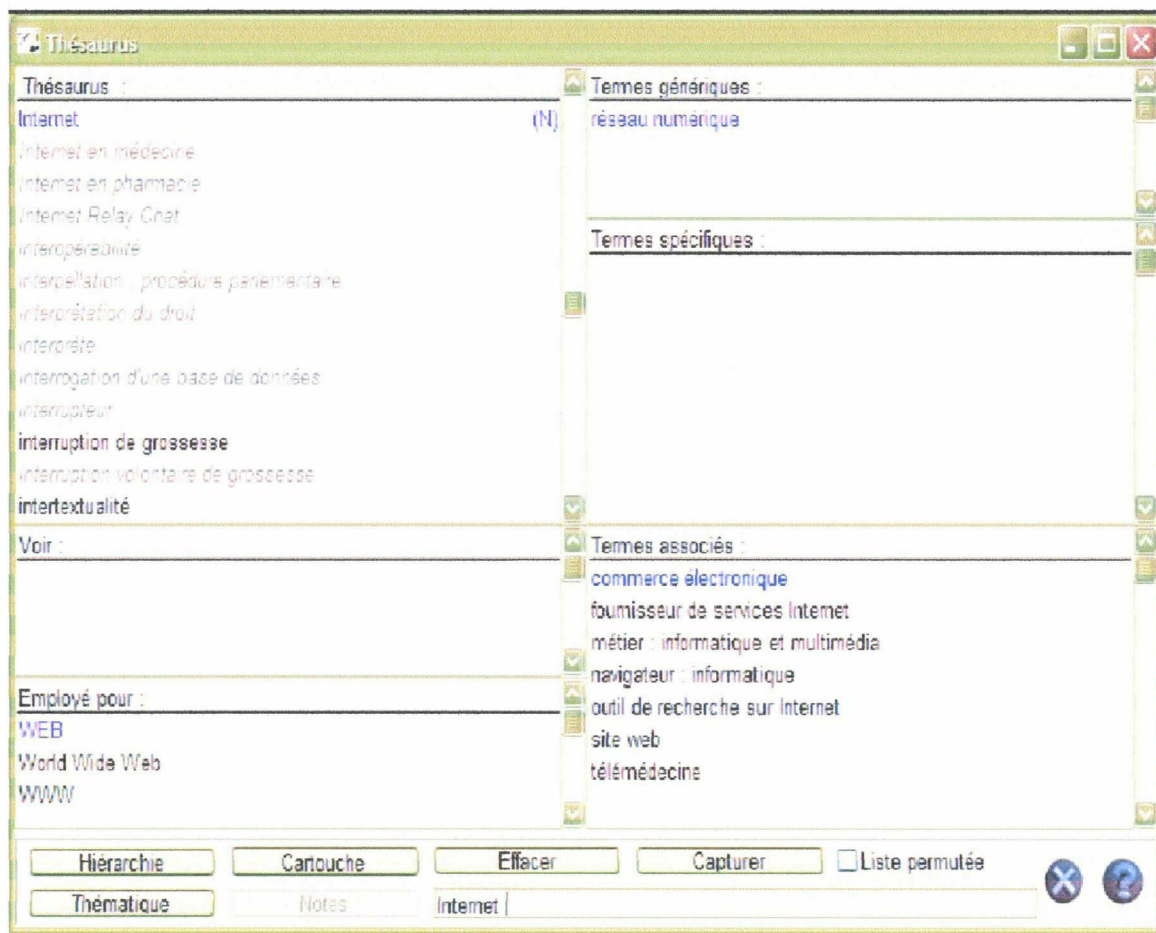 Thésaurus
Thésaurus :
Internet (N)
Internet en médecine
Internet en pharmacie
Internet Relay Chat
interopérabilité
interpellation : procédure parlementaire
interprétation du droit
interprète
interrogation d'une base de données
interrupteur
interruption de grossesse
interruption volontaire de grossesse
intertextualité
Voir :
Employé pour :
WEB
World Wide Web
WWW
Termes génériques :
réseau numérique
Termes spécifiques :
Termes associés :
commerce électronique
fournisseur de services Internet
métier : informatique et multimédia
navigateur : informatique
outil de recherche sur Internet
site web
télémédecine
Hiérarchie Cartouche Effacer Capturer Liste permutée
Thématique Notes Internet